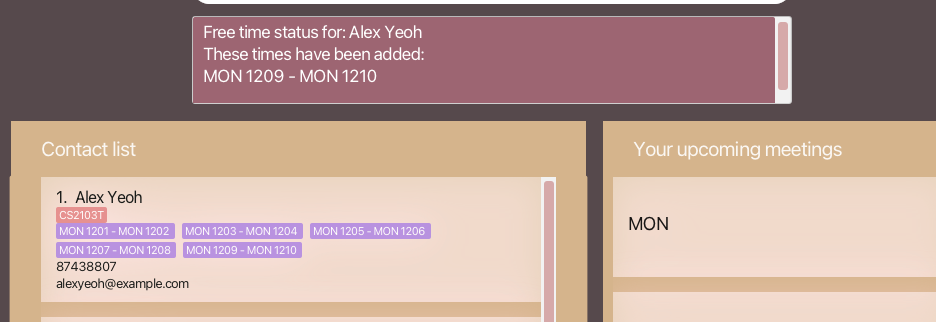 Free time status for: Alex Yeoh
These times have been added:
MON 1209 - MON 1210
Contact list
1. Alex Yeoh
CS2103T
MON 1201 - MON 1202 MON 1203 - MON 1204 MON 1205 - MON 1206
MON 1207 - MON 1208 MON 1209 - MON 1210
87438807
alexyeoh@example.com
Your upcoming meetings
MON